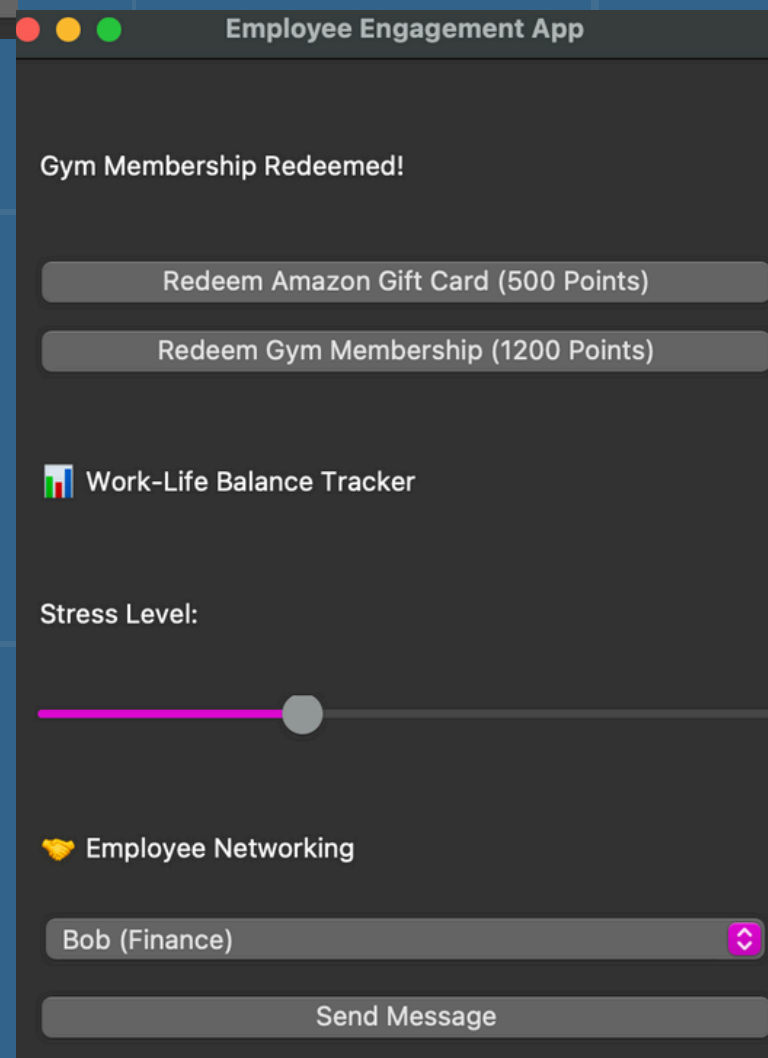 Employee Engagement App
Gym Membership Redeemed!
Redeem Amazon Gift Card (500 Points)
Redeem Gym Membership (1200 Points)
📊 Work-Life Balance Tracker
Stress Level:
🤝 Employee Networking
Bob (Finance)
Send Message